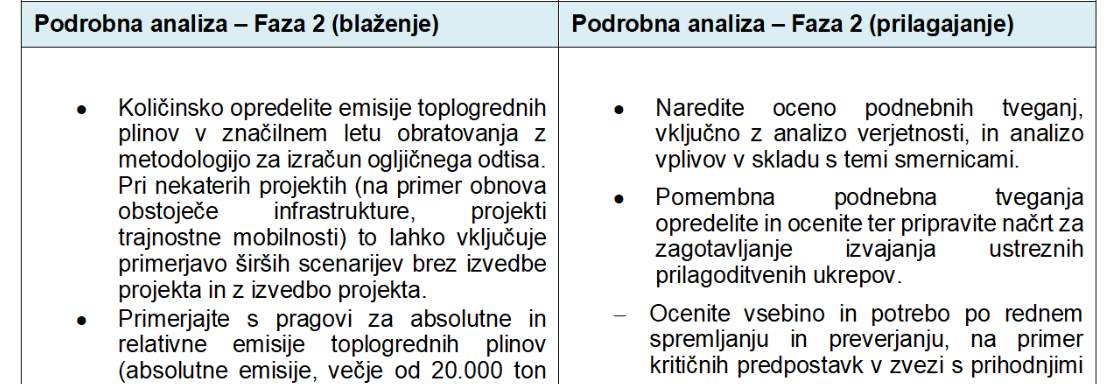 Podrobna analiza – Faza 2 (blaženje)
● Količinsko opredelite emisije toplogrednih
plinov v značilnem letu obratovanja z
metodologijo za izračun ogljičnega odtisa.
Pri nekaterih projektih (na primer obnova
obstoječe infrastrukture, projekti
trajnostne mobilnosti) to lahko vključuje
primerjavo širših scenarijev brez izvedbe
projekta in z izvedbo projekta.
● Primerjajte s pragovi za absolutne in
relativne emisije toplogrednih plinov
(absolutne emisije, večje od 20.000 ton
Podrobna analiza – Faza 2 (prilagajanje)
● Naredite oceno podnebnih tveganj,
vključno z analizo verjetnosti, in analizo
vplivov v skladu s temi smernicami.
● Pomembna podnebna tveganja
opredelite in ocenite ter pripravite načrt za
zagotavljanje izvajanja ustreznih
prilagoditvenih ukrepov.
– Ocenite vsebino in potrebo po rednem
spremljanju in preverjanju, na primer
kritičnih predpostavk v zvezi s prihodnjimi